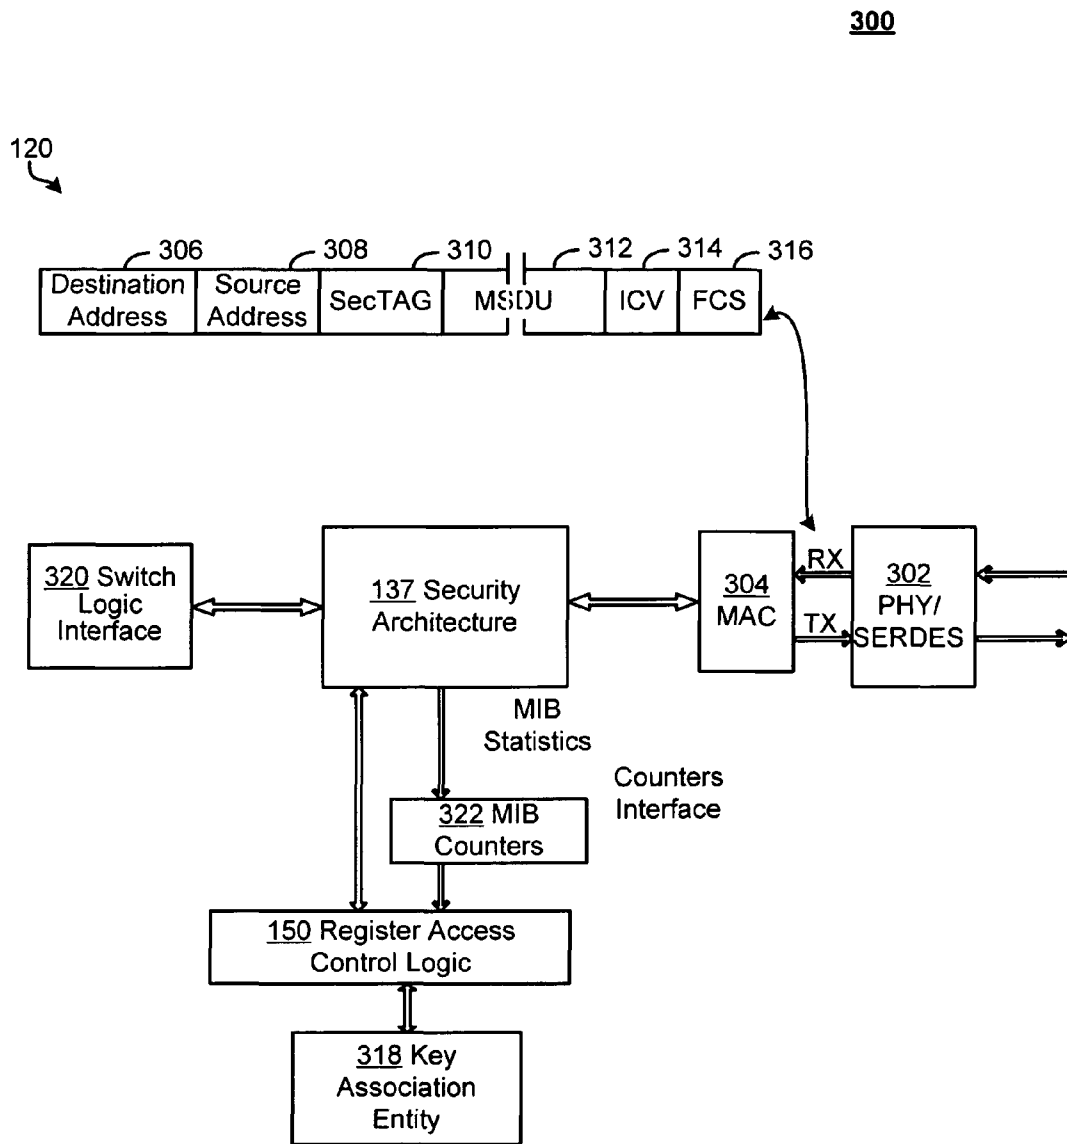 300
120
306 308 310 312 314 316
Destination Address Source Address SecTAG MSDU ICV FCS
320 Switch
Logic
Interface
137 Security
Architecture
304
MAC
RX
TX
302
PHY/
SERDES
MIB
Statistics
Counters
Interface
322 MIB
Counters
150 Register Access
Control Logic
318 Key
Association
Entity